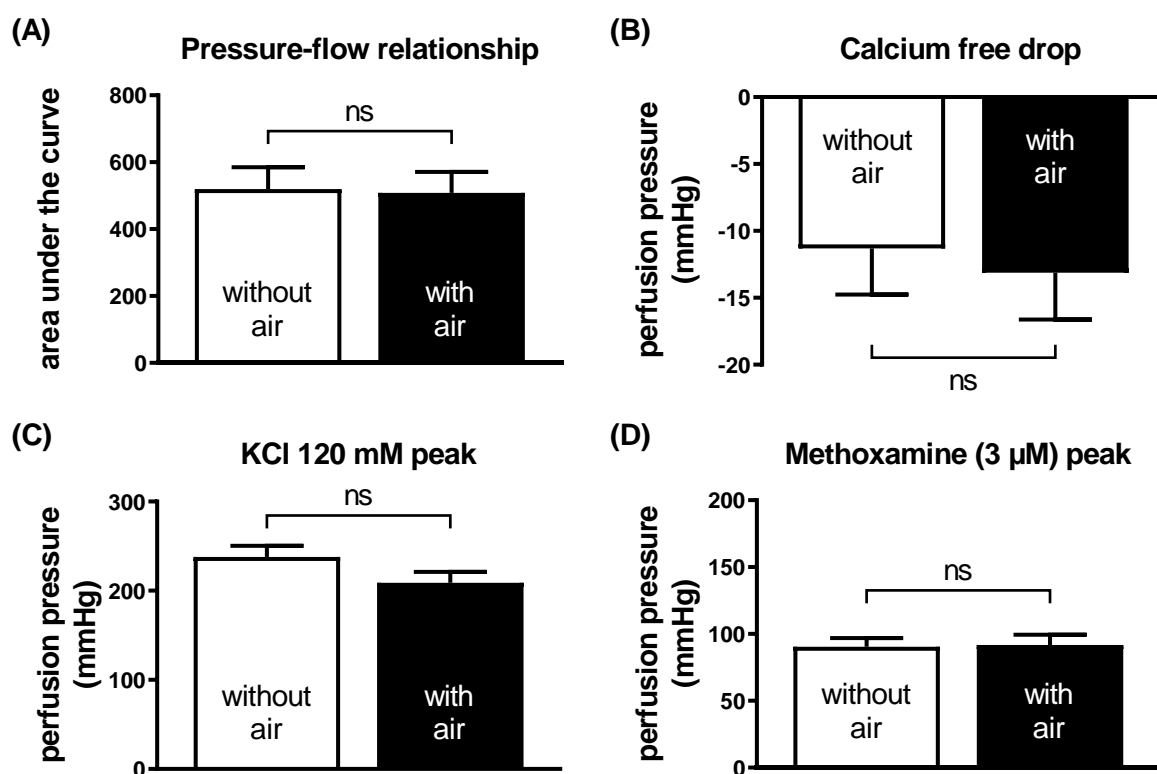 (A)
Pressure-flow relationship
area under the curve
800
600
400
200
0
ns
without
air
with
air
(B)
Calcium free drop
perfusion pressure
(mmHg)
0
-5
-10
-15
-20
without
air
with
air
ns
(C)
KCl 120 mM peak
perfusion pressure
(mmHg)
300
200
100
0
ns
without
air
with
air
(D)
Methoxamine (3 µM) peak
perfusion pressure
(mmHg)
200
150
100
50
0
ns
without
air
with
air